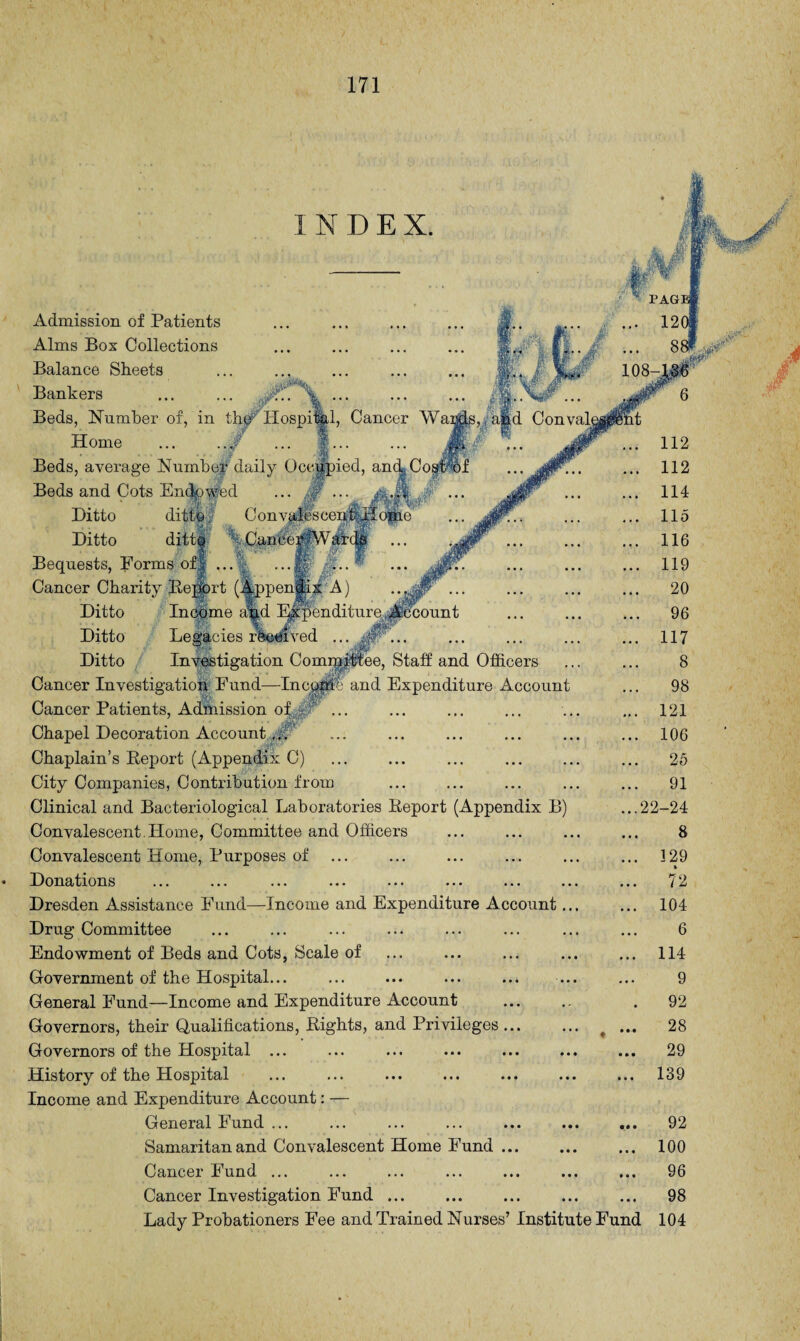 171
INDEX.
PAGE
Admission of Patients ... ... ... ... ... ... ... 120
Alms Box Collections ... ... ... ... ... ... ... 88
Balance Sheets ... ... ... ... ... ... 108-136
Bankers ... ... ... ... ... ... ... ... 6
Beds, Number of, in the Hospital, Cancer Wards, and Convalescent
Home ... ... ... ... ... ... ... ... 112
Beds, average Number daily Occupied, and Cost of ... ... ... 112
Beds and Cots Endowed ... ... ... ... ... ... ... 114
Ditto ditto Convalescent Home ... ... ... ... 115
Ditto ditto Cancer Wards ... ... ... ... ... 116
Bequests, Forms of ... ... ... ... ... ... ... ... 119
Cancer Charity Report (Appendix A) ... ... ... ... ... 20
Ditto Income and Expenditure Account ... ... ... 96
Ditto Legacies received ... ... ... ... ... ... ... 117
Ditto Investigation Committee, Staff and Officers ... ... 8
Cancer Investigation Fund—Income and Expenditure Account ... 98
Cancer Patients, Admission of ... ... ... ... ... ... 121
Chapel Decoration Account ... ... ... ... ... ... ... 106
Chaplain's Report (Appendix C) ... ... ... ... ... ... 25
City Companies, Contribution from ... ... ... ... ... 91
Clinical and Bacteriological Laboratories Report (Appendix B) ...22-24
Convalescent Home, Committee and Officers ... ... ... ... 8
Convalescent Home, Purposes of ... ... ... ... ... ... 129
Donations ... ... ... ... ... ... ... ... ... 72
Dresden Assistance Fund—Income and Expenditure Account ... ... 104
Drug Committee ... ... ... ... ... ... ... ... 6
Endowment of Beds and Cots, Scale of ... ... ... ... ... 114
Government of the Hospital... ... ... ... ... ... ... 9
General Fund—Income and Expenditure Account ... .. . 92
Governors, their Qualifications, Rights, and Privileges ... ... ... 28
Governors of the Hospital ... ... ... ... ... ... ... 29
History of the Hospital ... ... ... ... ... ... ... 139
Income and Expenditure Account: —
General Fund ... ... ... ... ... ... ... 92
Samaritan and Convalescent Home Fund ... ... ... 100
Cancer Fund ... ... ... ... ... ... ... 96
Cancer Investigation Fund ... ... ... ... ... 98
Lady Probationers Fee and Trained Nurses' Institute Fund 104